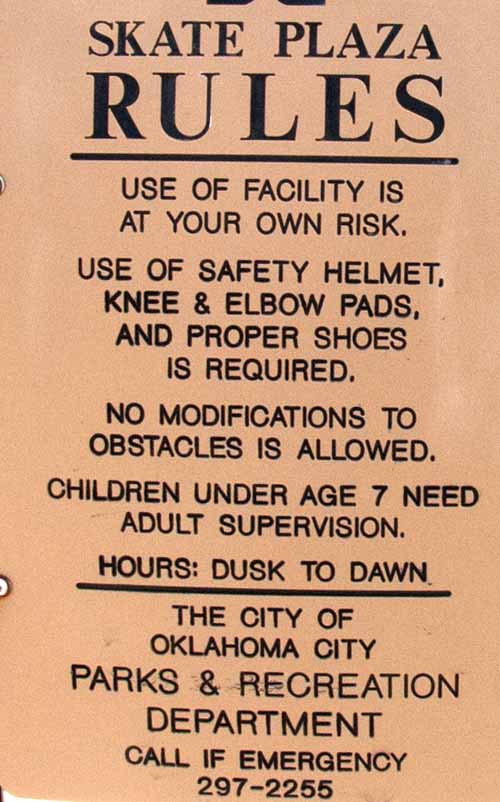 SKATE PLAZA
RULES
USE OF FACILITY IS
AT YOUR OWN RISK.
USE OF SAFETY HELMET,
KNEE & ELBOW PADS,
AND PROPER SHOES
IS REQUIRED.
NO MODIFICATIONS TO
OBSTACLES IS ALLOWED.
CHILDREN UNDER AGE 7 NEED
ADULT SUPERVISION.
HOURS: DUSK TO DAWN
THE CITY OF
OKLAHOMA CITY
PARKS & RECREATION
DEPARTMENT
CALL IF EMERGENCY
297-2255